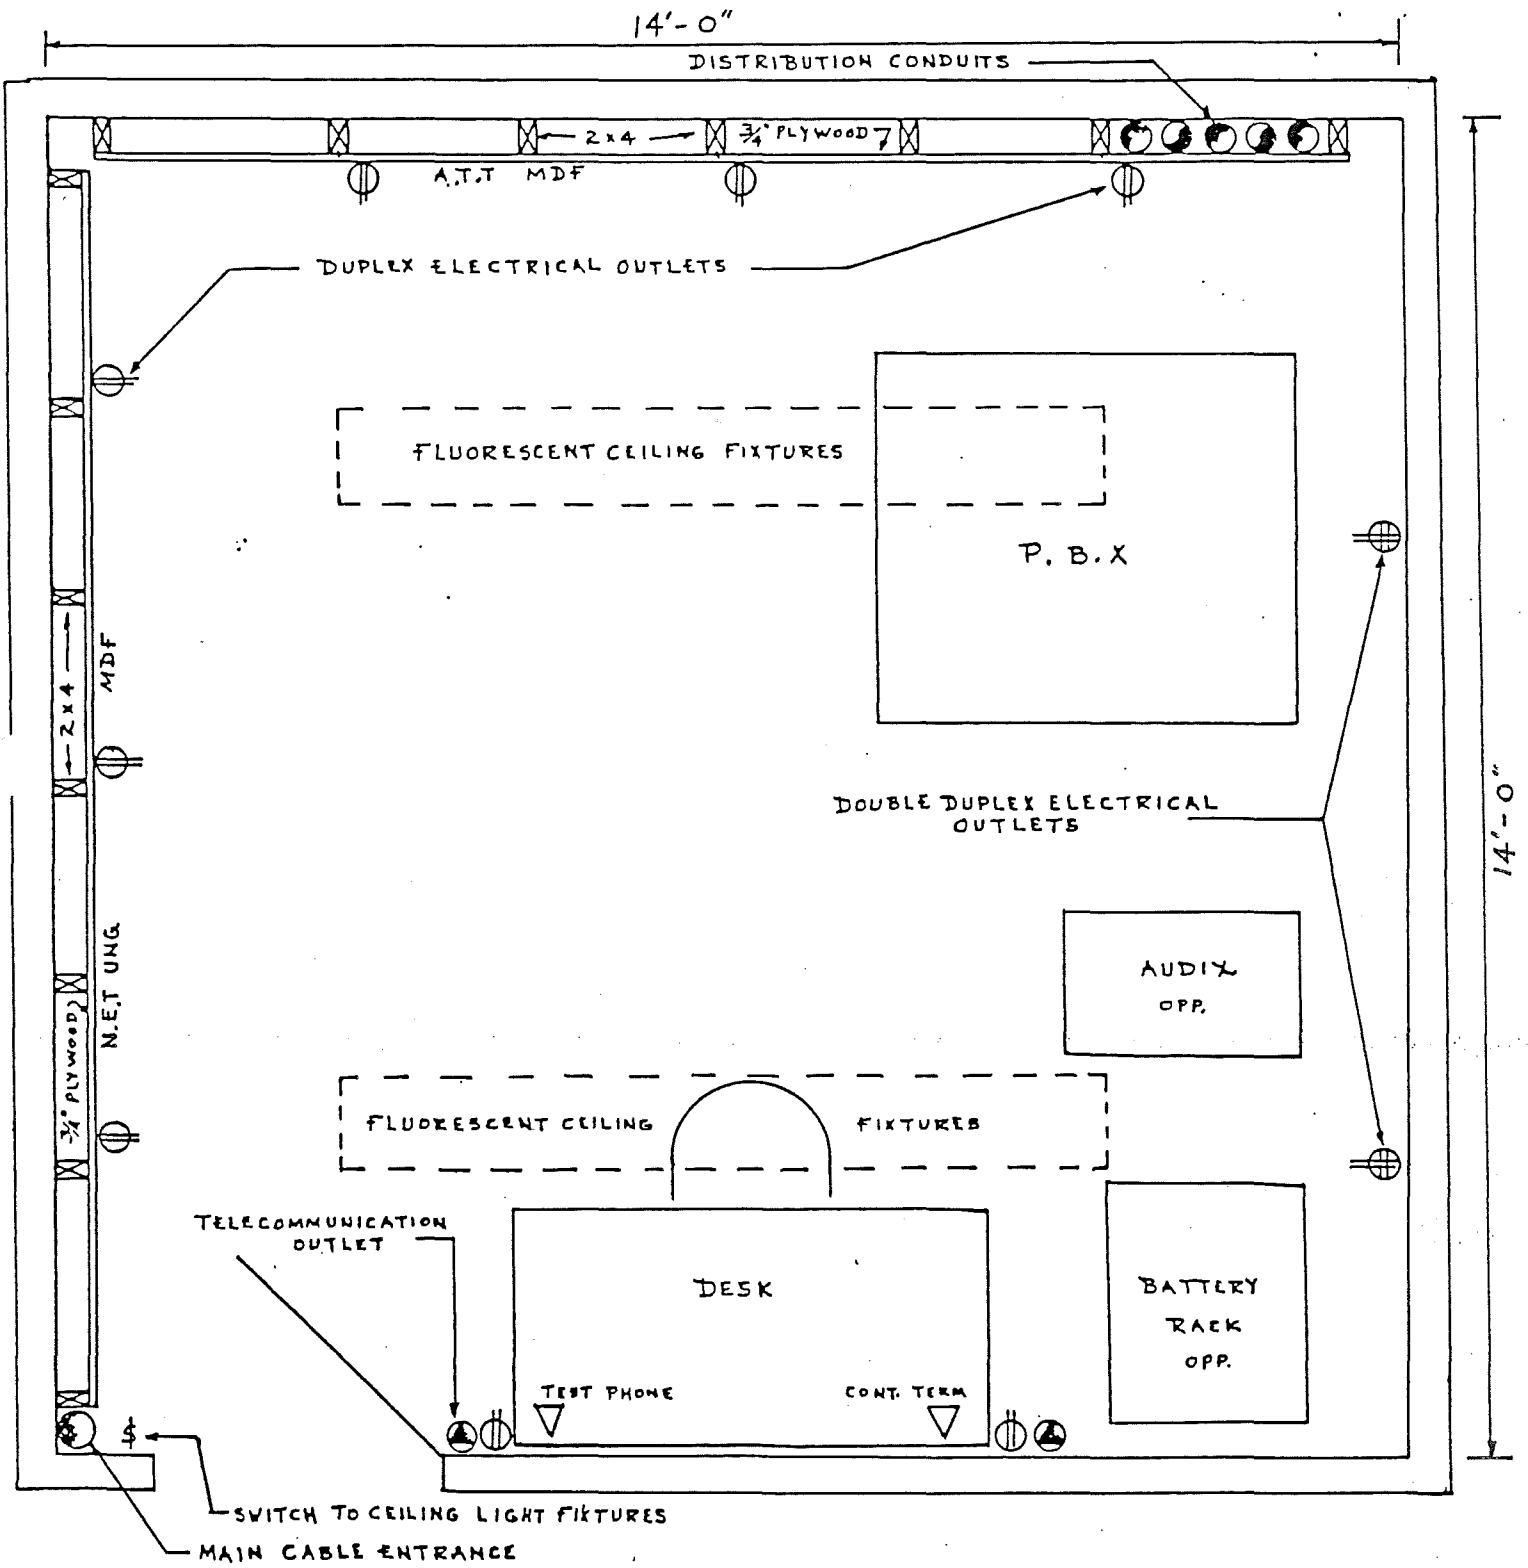 14'-0"
DISTRIBUTION CONDUITS
2x4
3/4" PLYWOOD
A.T.T MDF
DUPLEX ELECTRICAL OUTLETS
FLUORESCENT CEILING FIXTURES
P. B. X
MDF
2x4
DOUBLE DUPLEX ELECTRICAL
OUTLETS
14'-0"
N.E.T UNG
AUDIX
OPP.
3/4" PLYWOOD
FLUORESCENT CEILING FIXTURES
TELECOMMUNICATION
OUTLET
DESK
BATTERY
RACK
OPP.
TEST PHONE
CONT. TERM
$
SWITCH TO CEILING LIGHT FIXTURES
MAIN CABLE ENTRANCE